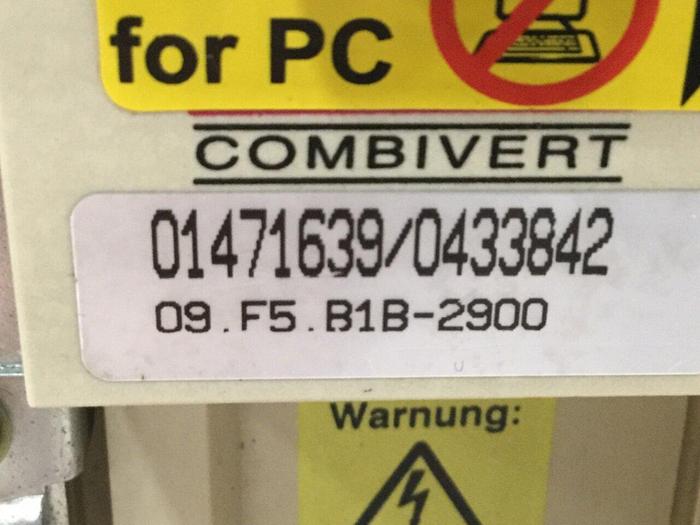 for PC
COMBIVERT
01471639/0433842
09.F5.B1B-2900
Warnung: